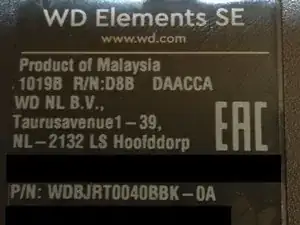 WD Elements SE
www.wd.com
Product of Malaysia
1019B R/N:D8B DAACCA
WD NL B.V.,
Taurusavenue1-39,
NL-2132 LS Hoofddorp
EAC
P/N: WDBJRT0040BBK-0A